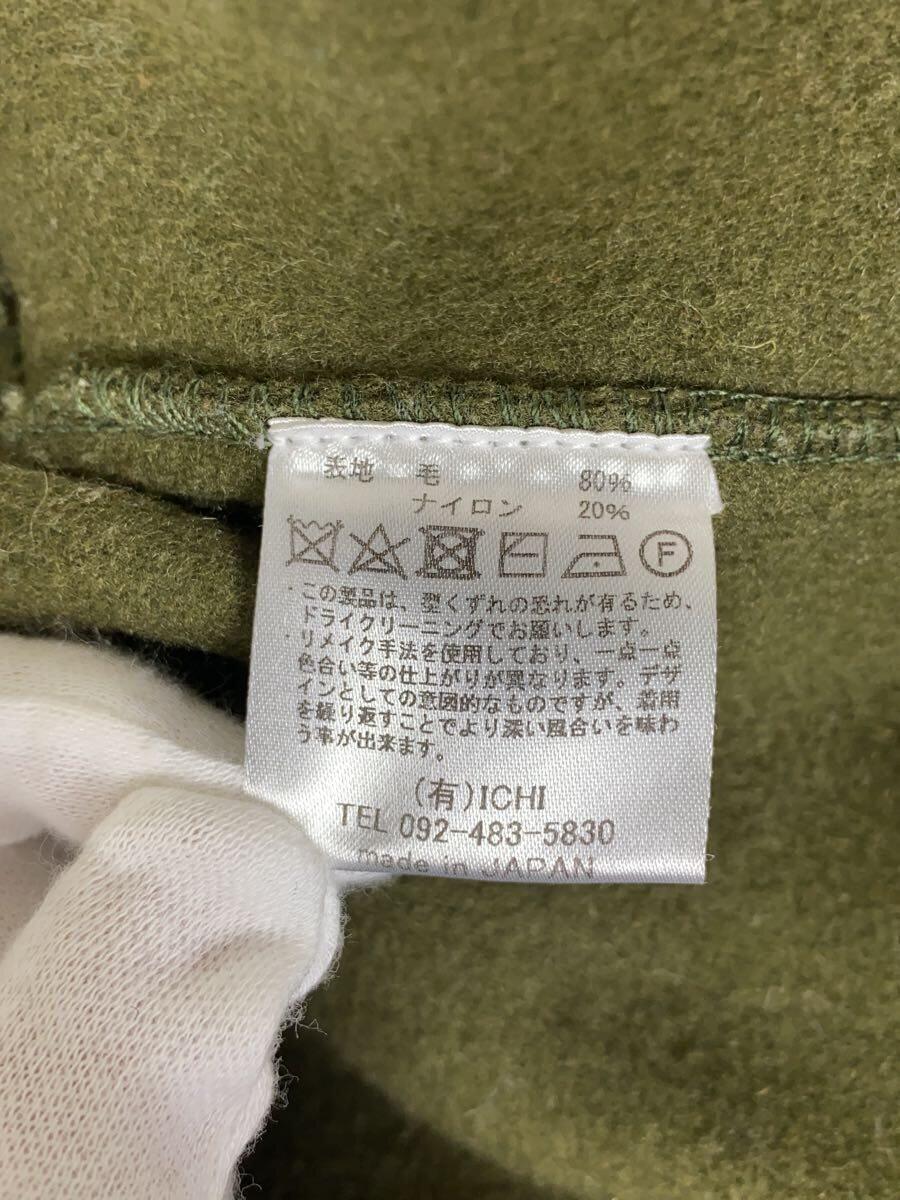 表地 毛 80%
ナイロン 20%
F
・この製品は、型くずれの恐れが有るため、
ドライクリーニングでお願いします。
・リメイク手法を使用しており、一点一点
色合い等の仕上がりが異なります。デザ
インとしての意図的なものですが、着用
を繰り返すことでより深い風合いを味わ
う事が出来ます。
(有)ICHI
TEL 092-483-5830
made in JAPAN